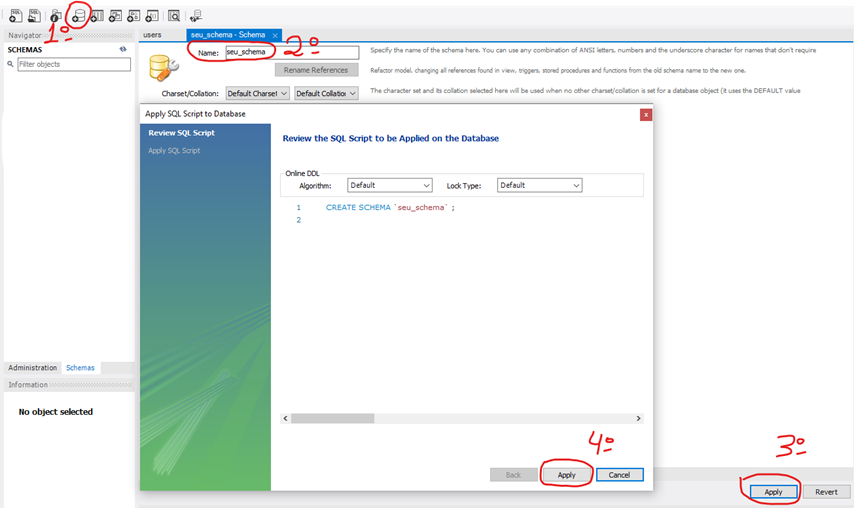 1º
Navigator
SCHEMAS
Filter objects
Administration Schemas
Information
No object selected
users
seu_schema - Schema
Name: seu_schema
2º
Specify the name of the schema here. You can use any combination of ANSI letters, numbers and the underscore character for names that don't require
Rename References
Refactor model, changing all references found in view, triggers, stored procedures and functions from the old schema name to the new one.
Charset/Collation: Default Charset Default Collation
The character set and its collation selected here will be used when no other charset/collation is set for a database object (it uses the DEFAULT value
Apply SQL Script to Database
x
Review SQL Script
Apply SQL Script
Review the SQL Script to be Applied on the Database
Online DDL
Algorithm: Default Lock Type: Default
1 CREATE SCHEMA `seu_schema` ;
2
4º
Back Apply Cancel
3º
Apply Revert